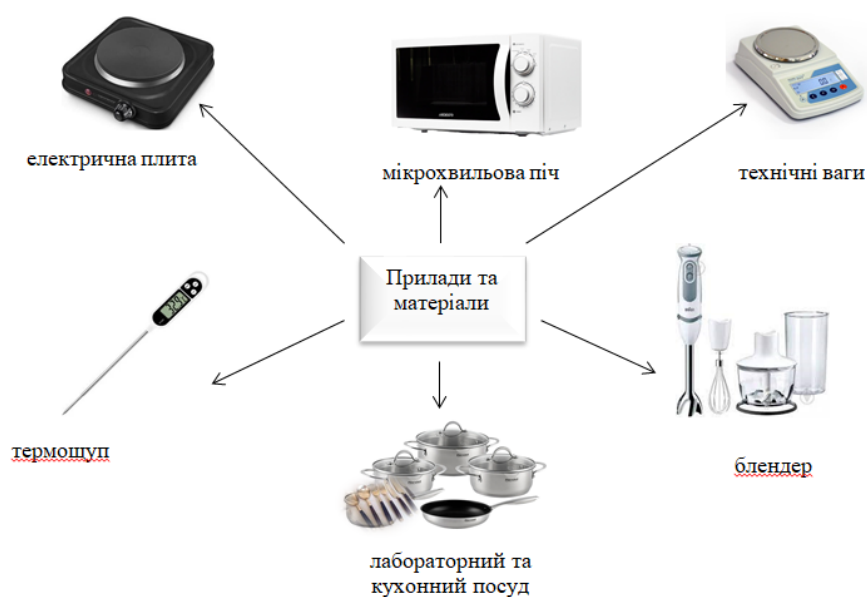 електрична плита
мікрохвильова піч
технічні ваги
Прилади та
матеріали
термощуп
блендер
лабораторний та
кухонний посуд